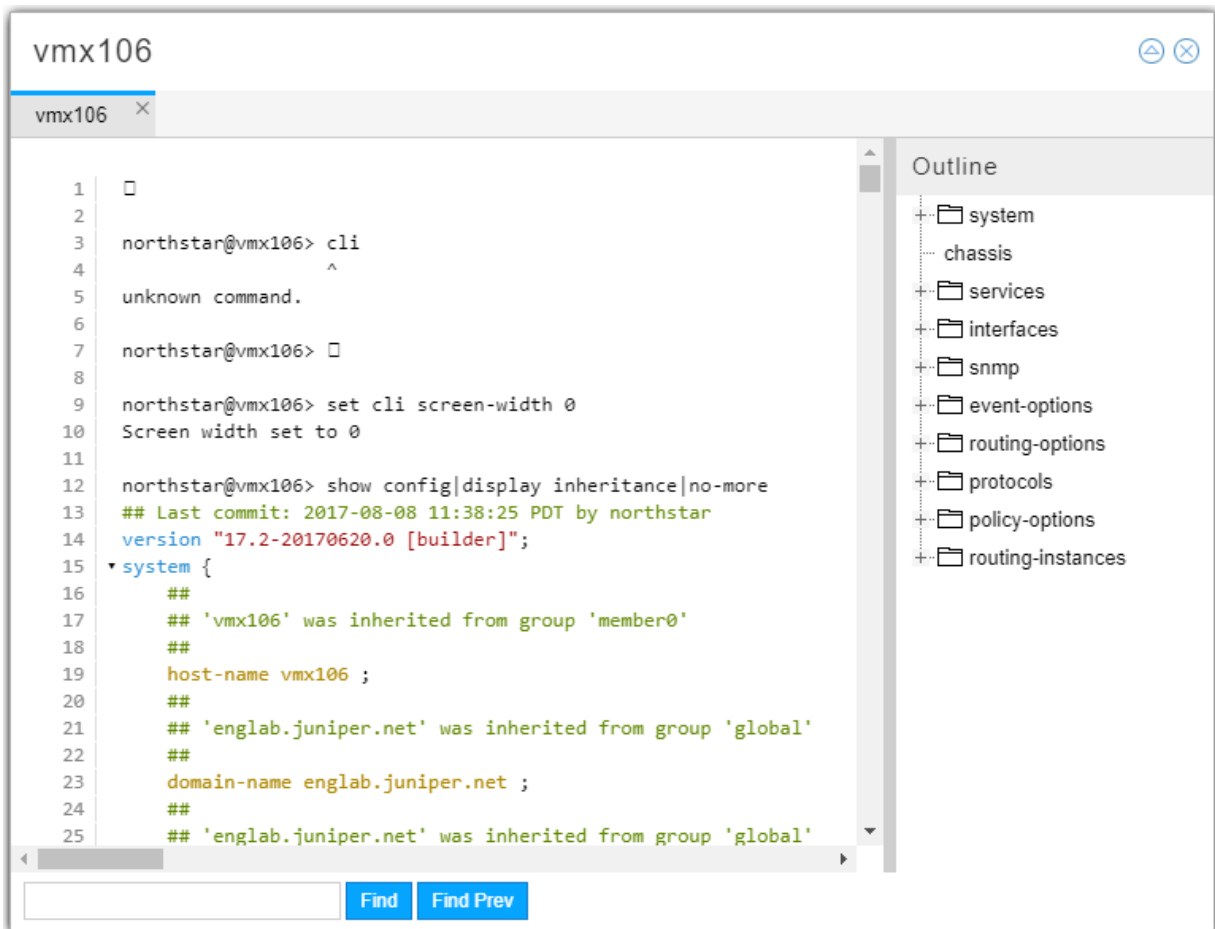 vmx106
vmx106
1
2
3 northstar@vmx106> cli
4 ^
5 unknown command.
6
7 northstar@vmx106> □
8
9 northstar@vmx106> set cli screen-width 0
10 Screen width set to 0
11
12 northstar@vmx106> show config|display inheritance|no-more
13 ## Last commit: 2017-08-08 11:38:25 PDT by northstar
14 version "17.2-20170620.0 [builder]";
15 system {
16 ##
17 ## 'vmx106' was inherited from group 'member0'
18 ##
19 host-name vmx106 ;
20 ##
21 ## 'englab.juniper.net' was inherited from group 'global'
22 ##
23 domain-name englab.juniper.net ;
24 ##
25 ## 'englab.juniper.net' was inherited from group 'global'
Outline
system
chassis
services
interfaces
snmp
event-options
routing-options
protocols
policy-options
routing-instances
Find
Find Prev